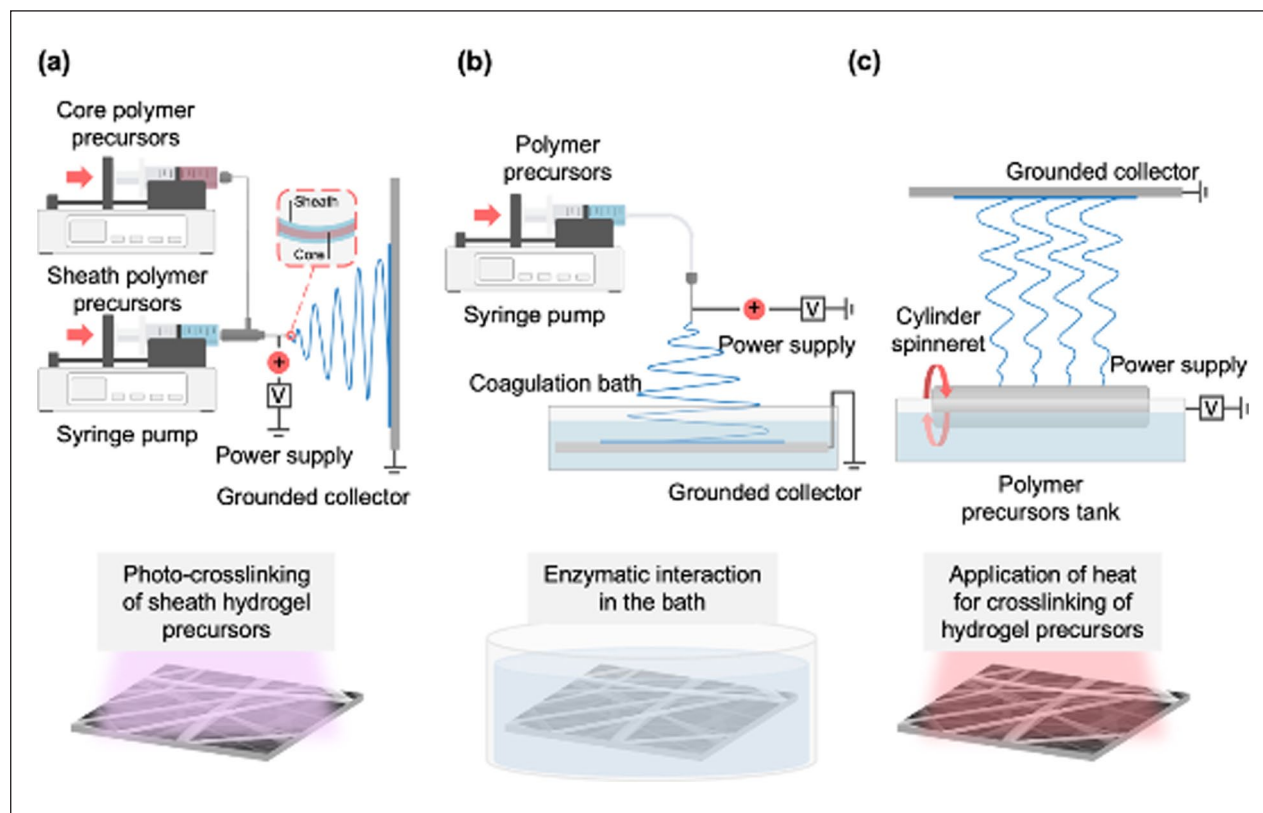 (a)
Core polymer
precursors
Sheath
Core
Sheath polymer
precursors
+
V
Syringe pump
Power supply
Grounded collector
Photo-crosslinking
of sheath hydrogel
precursors
(b)
Polymer
precursors
Syringe pump
+
V
Power supply
Coagulation bath
Grounded collector
Enzymatic interaction
in the bath
(c)
Grounded collector
Cylinder
spinneret
Power supply
V
Polymer
precursors tank
Application of heat
for crosslinking of
hydrogel precursors